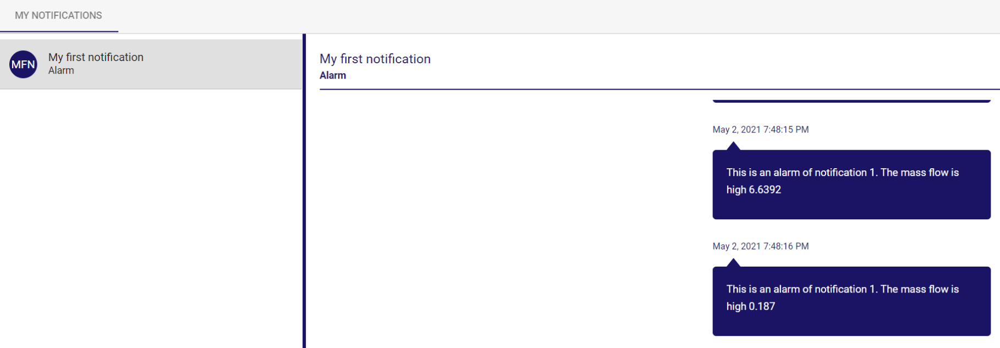 MY NOTIFICATIONS
MFN
My first notification
Alarm
My first notification
Alarm
May 2, 2021 7:48:15 PM
This is an alarm of notification 1. The mass flow is
high 6.6392
May 2, 2021 7:48:16 PM
This is an alarm of notification 1. The mass flow is
high 0.187